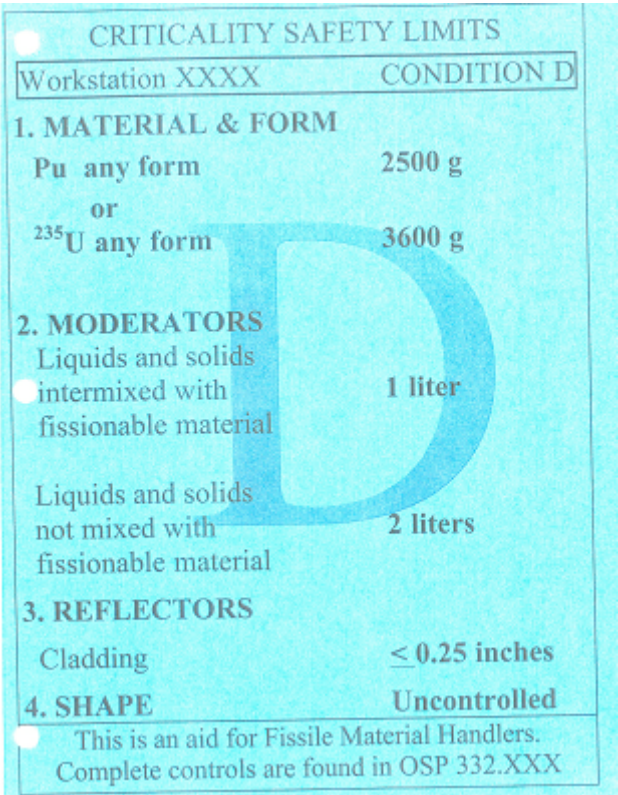 CRITICALITY SAFETY LIMITS
Workstation XXXX CONDITION D
1. MATERIAL & FORM
Pu any form 2500 g
or
²³⁵U any form 3600 g
D
2. MODERATORS
Liquids and solids
intermixed with 1 liter
fissionable material
Liquids and solids
not mixed with 2 liters
fissionable material
3. REFLECTORS
Cladding ≤ 0.25 inches
4. SHAPE Uncontrolled
This is an aid for Fissile Material Handlers.
Complete controls are found in OSP 332.XXX